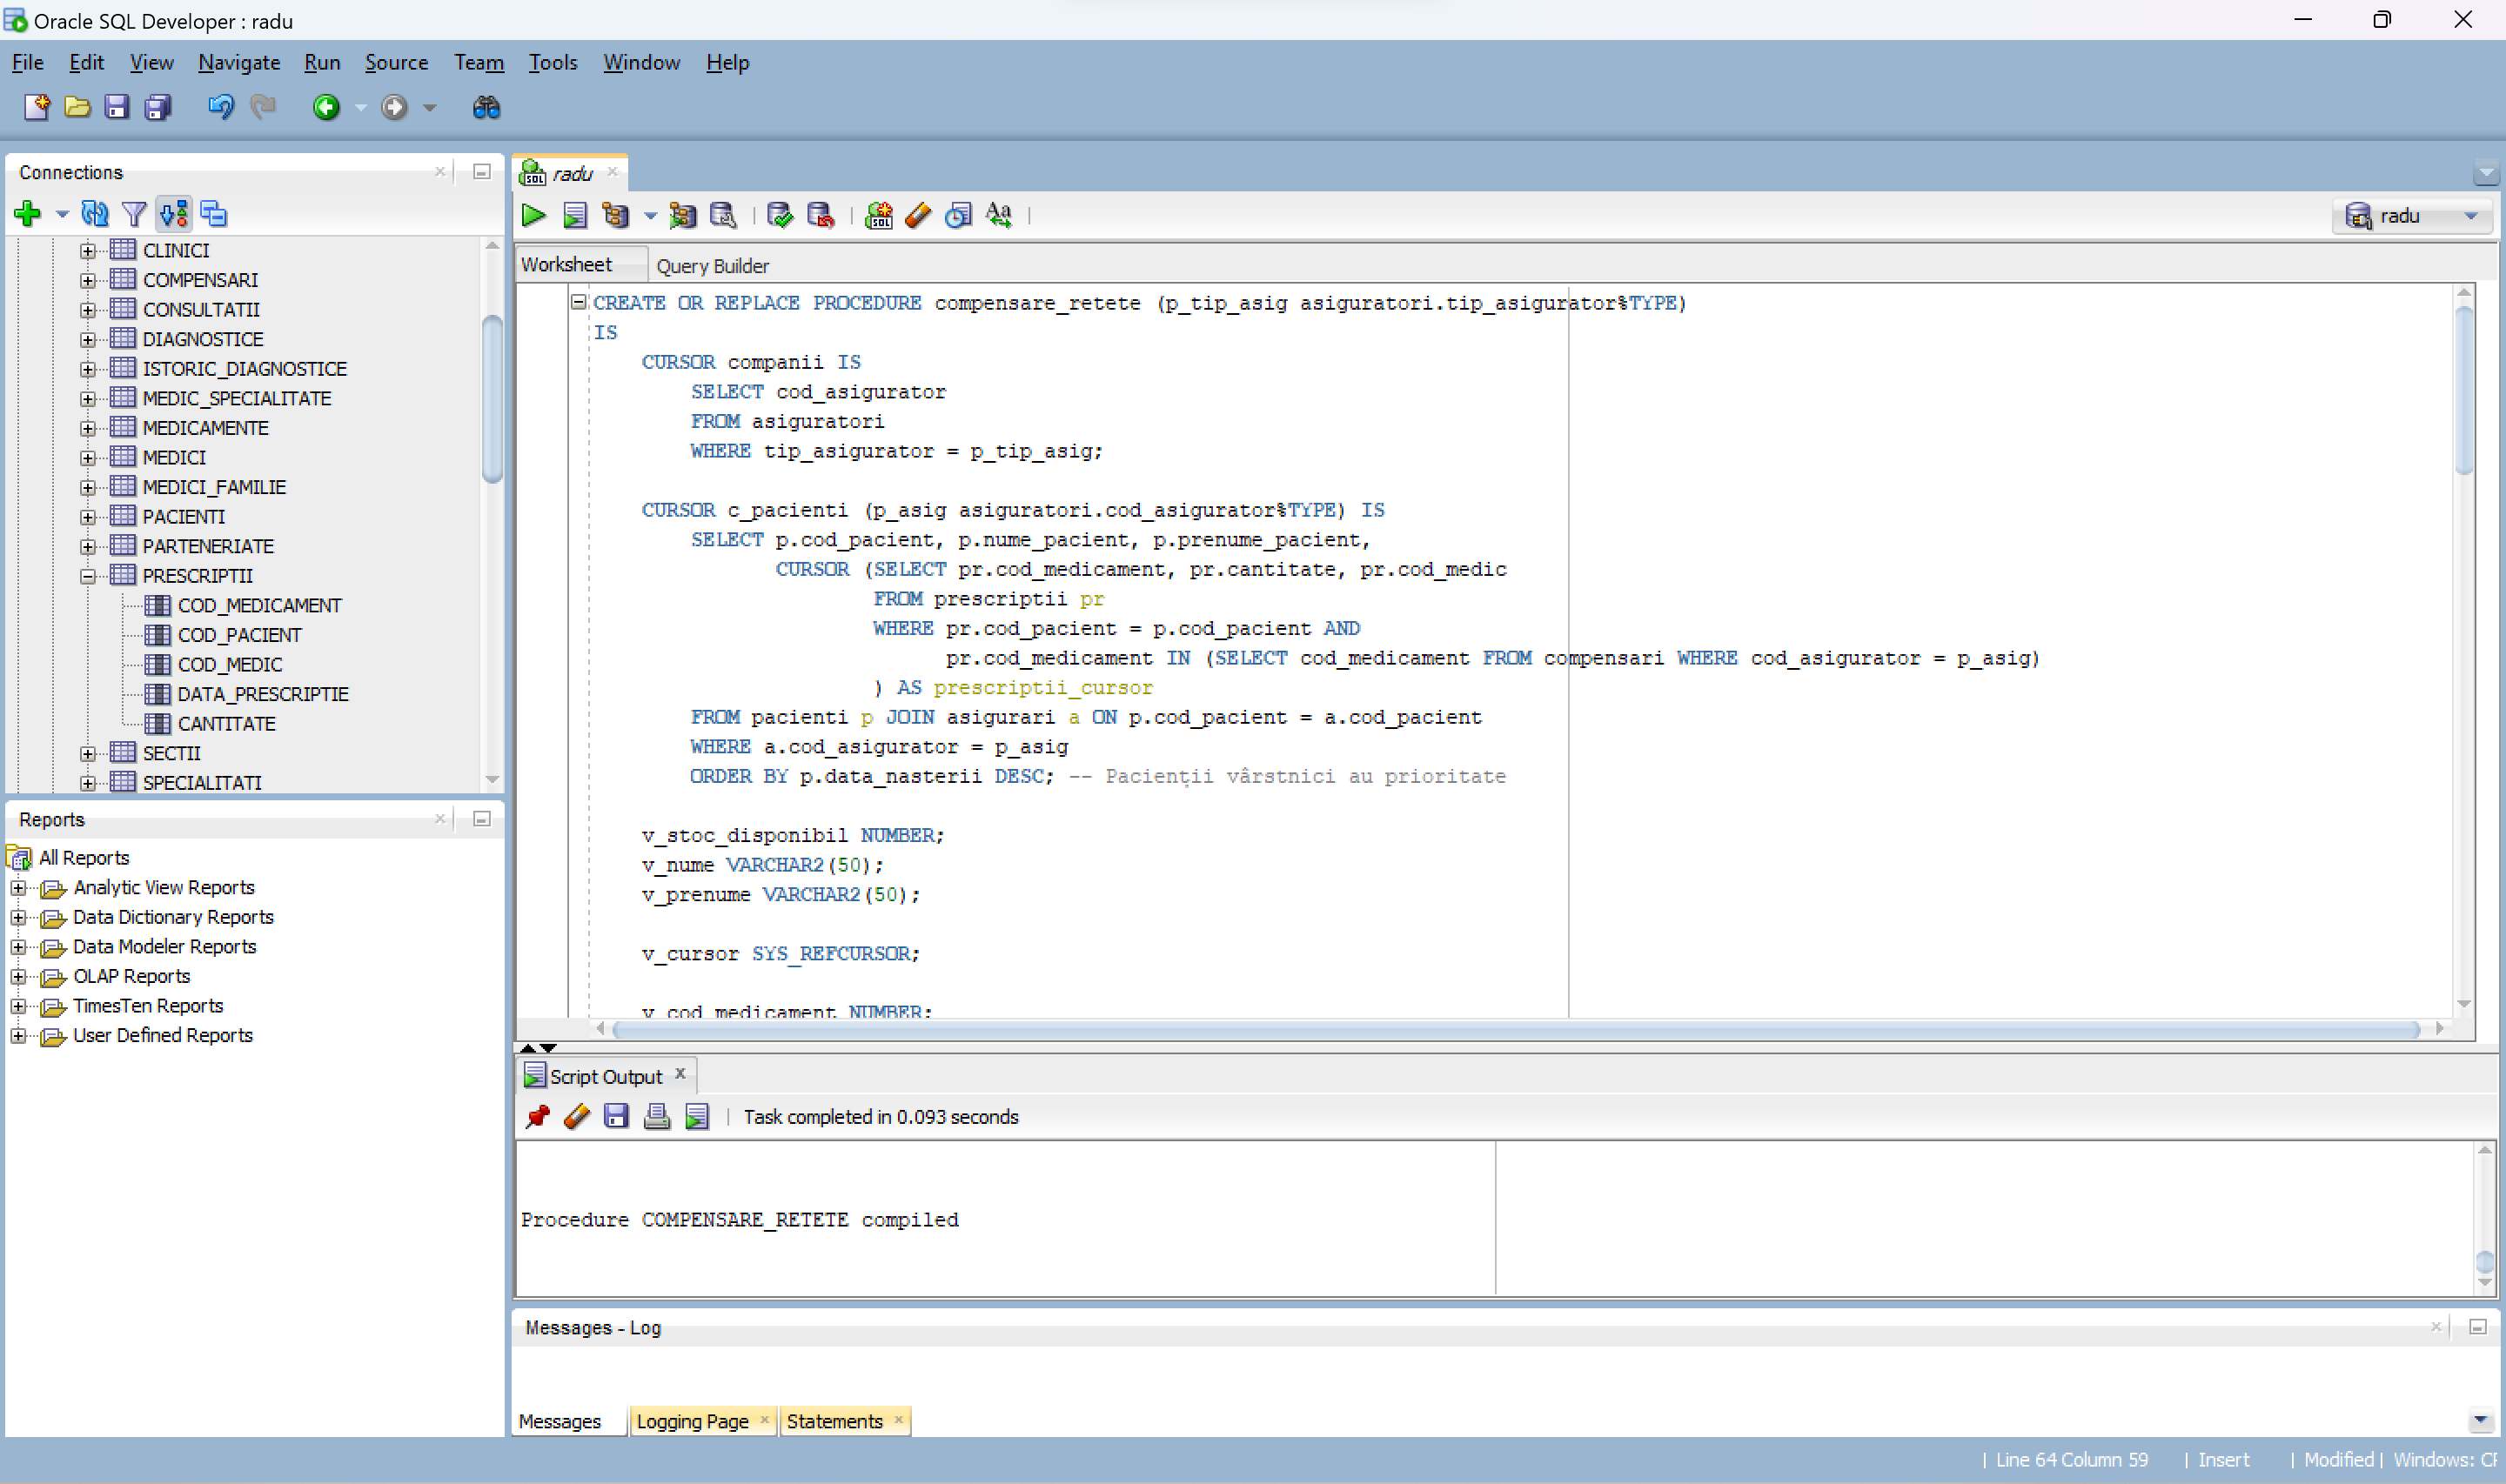 Oracle SQL Developer : radu
File Edit View Navigate Run Source Team Tools Window Help
Connections
CLINICI
COMPENSARI
CONSULTATII
DIAGNOSTICE
ISTORIC_DIAGNOSTICE
MEDIC_SPECIALITATE
MEDICAMENTE
MEDICI
MEDICI_FAMILIE
PACIENTI
PARTENERIATE
PRESCRIPTII
COD_MEDICAMENT
COD_PACIENT
COD_MEDIC
DATA_PRESCRIPTIE
CANTITATE
SECTII
SPECIALITATI
Reports
All Reports
Analytic View Reports
Data Dictionary Reports
Data Modeler Reports
OLAP Reports
TimesTen Reports
User Defined Reports
radu
radu
Worksheet Query Builder
CREATE OR REPLACE PROCEDURE compensare_retete (p_tip_asig asiguratori.tip_asigurator%TYPE)
IS
CURSOR companii IS
SELECT cod_asigurator
FROM asiguratori
WHERE tip_asigurator = p_tip_asig;
CURSOR c_pacienti (p_asig asiguratori.cod_asigurator%TYPE) IS
SELECT p.cod_pacient, p.nume_pacient, p.prenume_pacient,
CURSOR (SELECT pr.cod_medicament, pr.cantitate, pr.cod_medic
FROM prescriptii pr
WHERE pr.cod_pacient = p.cod_pacient AND
pr.cod_medicament IN (SELECT cod_medicament FROM compensari WHERE cod_asigurator = p_asig)
) AS prescriptii_cursor
FROM pacienti p JOIN asigurari a ON p.cod_pacient = a.cod_pacient
WHERE a.cod_asigurator = p_asig
ORDER BY p.data_nasterii DESC; -- Pacienții vârstnici au prioritate
v_stoc_disponibil NUMBER;
v_nume VARCHAR2(50);
v_prenume VARCHAR2(50);
v_cursor SYS_REFCURSOR;
v_cod_medicament NUMBER;
Script Output
Task completed in 0.093 seconds
Procedure COMPENSARE_RETETE compiled
Messages - Log
Messages Logging Page Statements
| Line 64 Column 59 | Insert | Modified | Windows: CF